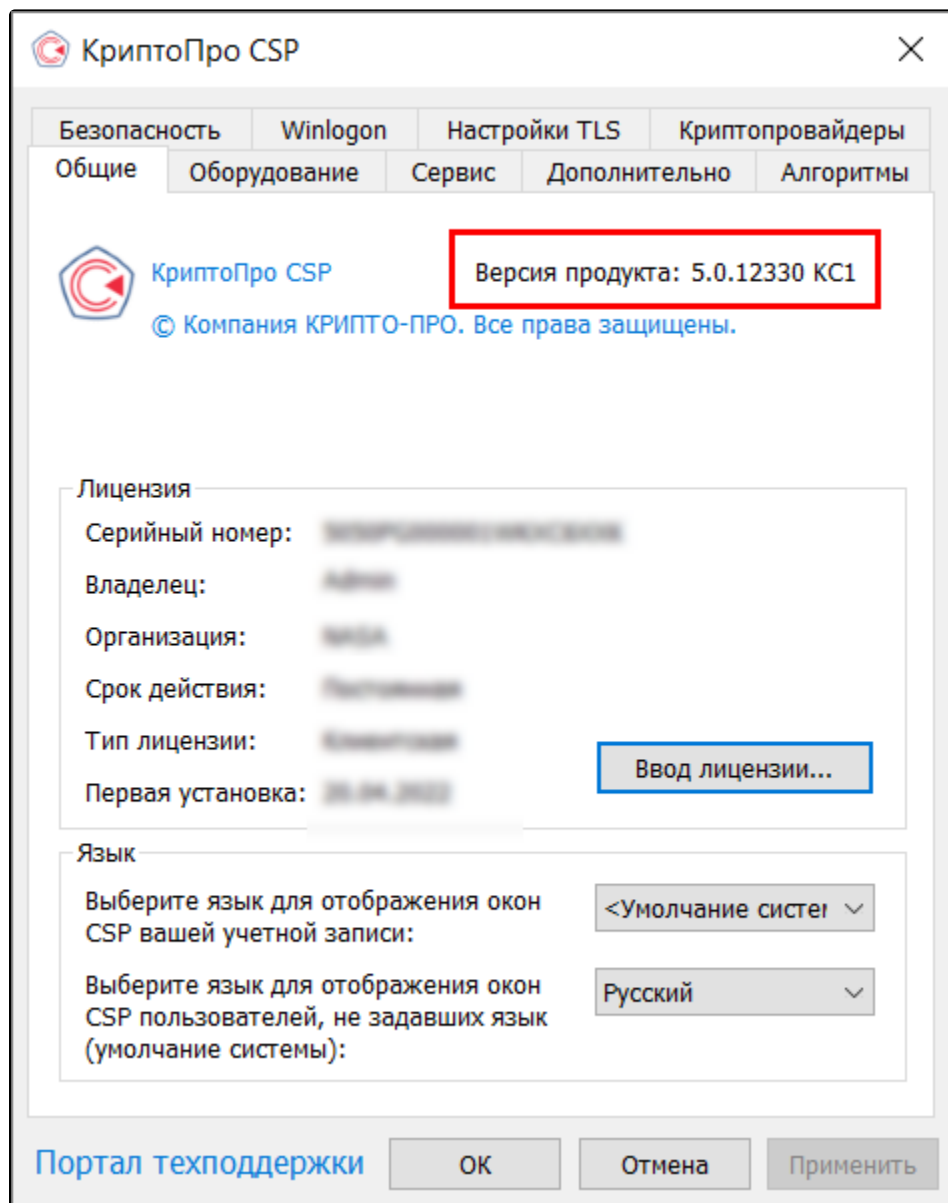 КриптоПро CSP
Безопасность Winlogon Настройки TLS Криптопровайдеры
Общие Оборудование Сервис Дополнительно Алгоритмы
КриптоПро CSP Версия продукта: 5.0.12330 КС1
© Компания КРИПТО-ПРО. Все права защищены.
Лицензия
Серийный номер:
Владелец:
Организация:
Срок действия:
Тип лицензии:
Ввод лицензии...
Первая установка:
Язык
Выберите язык для отображения окон
CSP вашей учетной записи:
<Умолчание систег
Выберите язык для отображения окон
CSP пользователей, не задавших язык
(умолчание системы):
Русский
Портал техподдержки ОК Отмена Применить